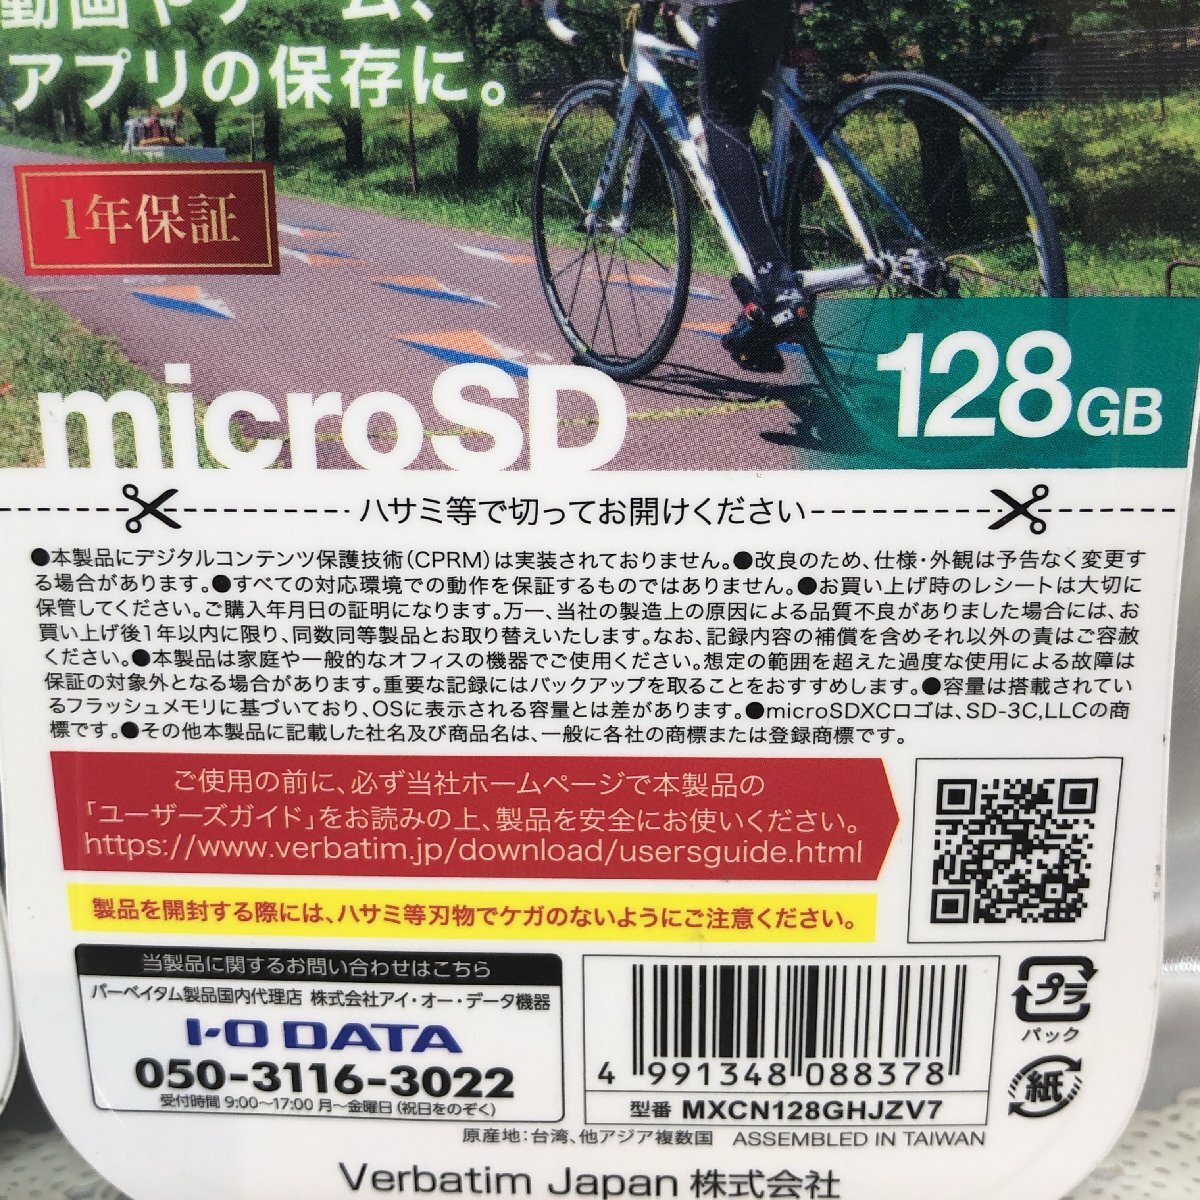 動画やゲーム、
アプリの保存に。
1年保証
microSD
128GB
ハサミ等で切ってお開けください
●本製品にデジタルコンテンツ保護技術(CPRM)は実装されておりません。●改良のため、仕様・外観は予告なく変更す
る場合があります。●すべての対応環境での動作を保証するものではありません。●お買い上げ時のレシートは大切に
保管してください。ご購入年月日の証明になります。万一、当社の製造上の原因による品質不良がありました場合には、お
買い上げ後1年以内に限り、同数同等製品とお取り替えいたします。なお、記録内容の補償を含めそれ以外の責はご容赦
ください。●本製品は家庭や一般的なオフィスの機器でご使用ください。想定の範囲を超えた過度な使用による故障は
保証の対象外となる場合があります。重要な記録にはバックアップを取ることをおすすめします。●容量は搭載されてい
るフラッシュメモリに基づいており、OSに表示される容量とは差があります。●microSDXCロゴは、SD-3C,LLCの商
標です。●その他本製品に記載した社名及び商品名は、一般に各社の商標または登録商標です。
ご使用の前に、必ず当社ホームページで本製品の
「ユーザーズガイド」をお読みの上、製品を安全にお使いください。
https://www.verbatim.jp/download/usersguide.html
製品を開封する際には、ハサミ等刃物でケガのないようにご注意ください。
当製品に関するお問い合わせはこちら
バーベイタム製品国内代理店 株式会社アイ・オー・データ機器
I-O DATA
050-3116-3022
受付時間 9:00〜17:00 月〜金曜日(祝日をのぞく)
4 991348 088378
型番 MXCN128GHJZV7
プラ
パック
紙
原産地:台湾、他アジア複数国 ASSEMBLED IN TAIWAN
Verbatim Japan 株式会社